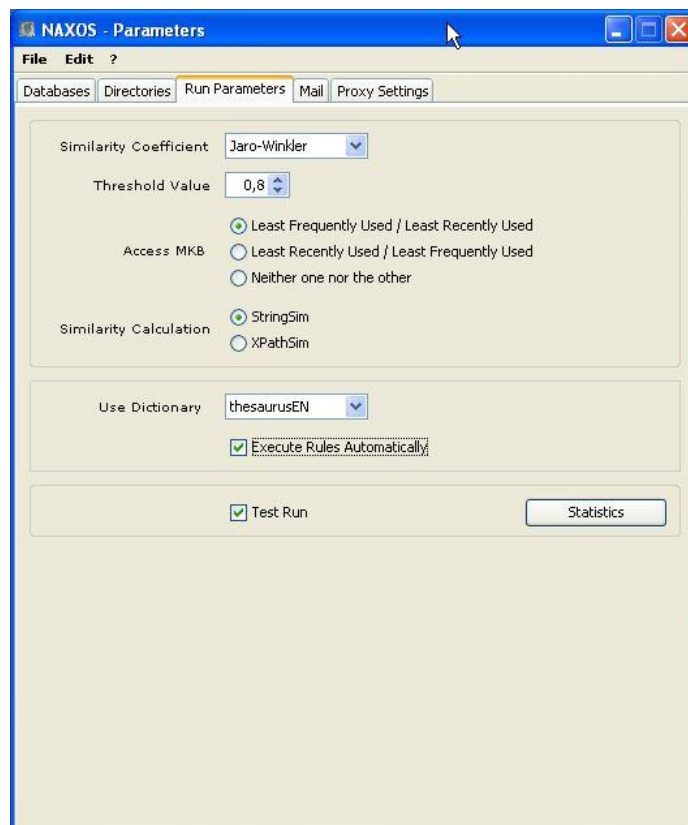 NAXOS - Parameters
File Edit ?
Databases Directories Run Parameters Mail Proxy Settings
Similarity Coefficient Jaro-Winkler
Threshold Value 0,8
Least Frequently Used / Least Recently Used
Access MKB Least Recently Used / Least Frequently Used
Neither one nor the other
StringSim
Similarity Calculation
XPathSim
Use Dictionary thesaurusEN
Execute Rules Automatically
Test Run Statistics